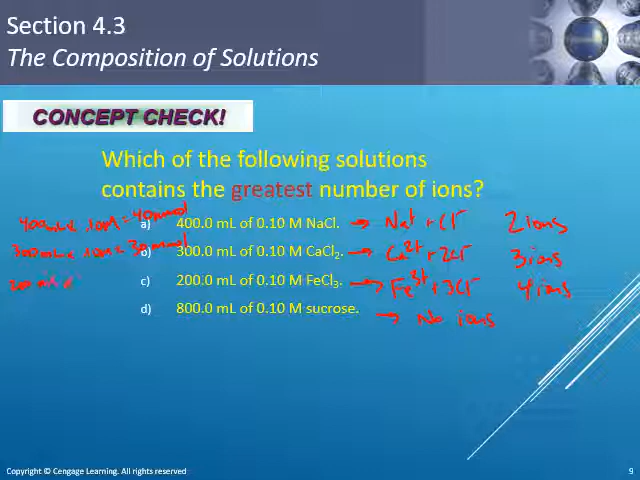 Section 4.3
The Composition of Solutions
CONCEPT CHECK!
Which of the following solutions
contains the greatest number of ions?
400mL x .10M = 40mmol a) 400.0 mL of 0.10 M NaCl. → Na⁺ + Cl⁻ 2 ions
300mL x .10M = 30mmol b) 300.0 mL of 0.10 M CaCl₂. → Ca²⁺ + 2Cl⁻ 3 ions
200 mL x c) 200.0 mL of 0.10 M FeCl₃. → Fe³⁺ + 3Cl⁻ 4 ions
d) 800.0 mL of 0.10 M sucrose. → No ions
Copyright © Cengage Learning. All rights reserved 9